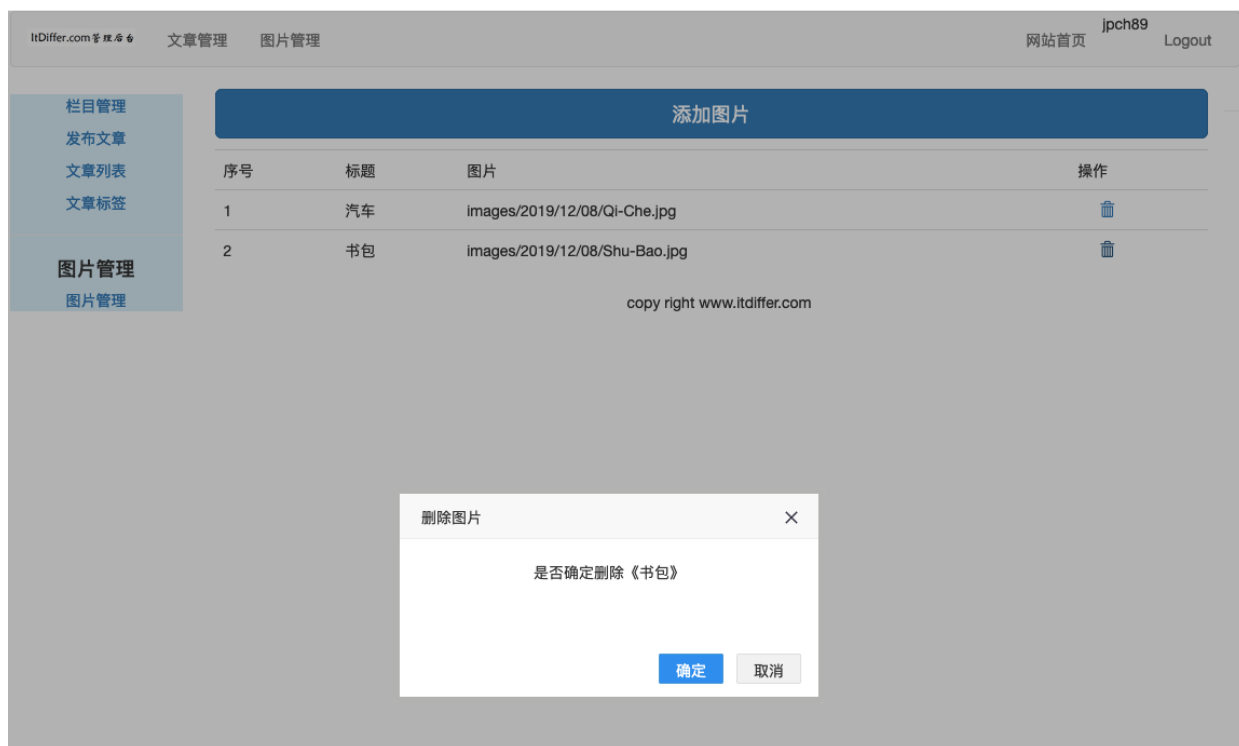 ItDiffer.com管理后台 文章管理 图片管理 网站首页 jpch89 Logout
栏目管理
发布文章
文章列表
文章标签
图片管理
图片管理
添加图片
序号 标题 图片 操作
1 汽车 images/2019/12/08/Qi-Che.jpg
2 书包 images/2019/12/08/Shu-Bao.jpg
copy right www.itdiffer.com
删除图片
是否确定删除《书包》
确定 取消